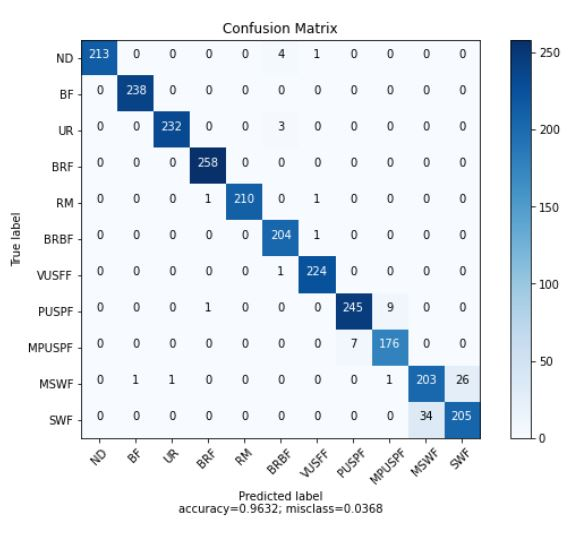 Confusion Matrix
ND 213 0 0 0 0 4 1 0 0 0 0
BF 0 238 0 0 0 0 0 0 0 0 0
UR 0 0 232 0 0 3 0 0 0 0 0
BRF 0 0 0 258 0 0 0 0 0 0 0
RM 0 0 0 1 210 0 1 0 0 0 0
BRBF 0 0 0 0 0 204 1 0 0 0 0
VUSFF 0 0 0 0 0 1 224 0 0 0 0
PUSPF 0 0 0 1 0 0 0 245 9 0 0
MPUSPF 0 0 0 0 0 0 0 7 176 0 0
MSWF 0 1 1 0 0 0 0 0 1 203 26
SWF 0 0 0 0 0 0 0 0 0 34 205
ND BF UR BRF RM BRBF VUSFF PUSPF MPUSPF MSWF SWF
True label
Predicted label
accuracy=0.9632; misclass=0.0368
250
200
150
100
50
0